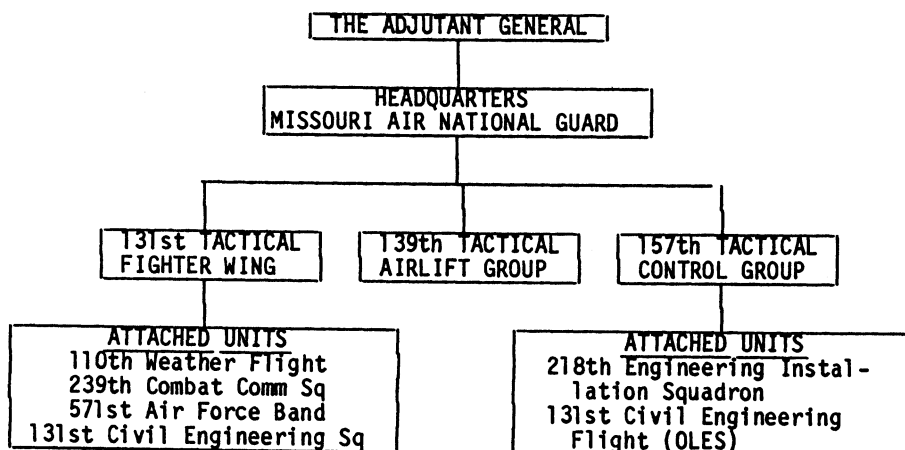 THE ADJUTANT GENERAL
HEADQUARTERS
MISSOURI AIR NATIONAL GUARD
131st TACTICAL
FIGHTER WING
139th TACTICAL
AIRLIFT GROUP
157th TACTICAL
CONTROL GROUP
ATTACHED UNITS
110th Weather Flight
239th Combat Comm Sq
571st Air Force Band
131st Civil Engineering Sq
ATTACHED UNITS
218th Engineering Instal-
lation Squadron
131st Civil Engineering
Flight (OLES)